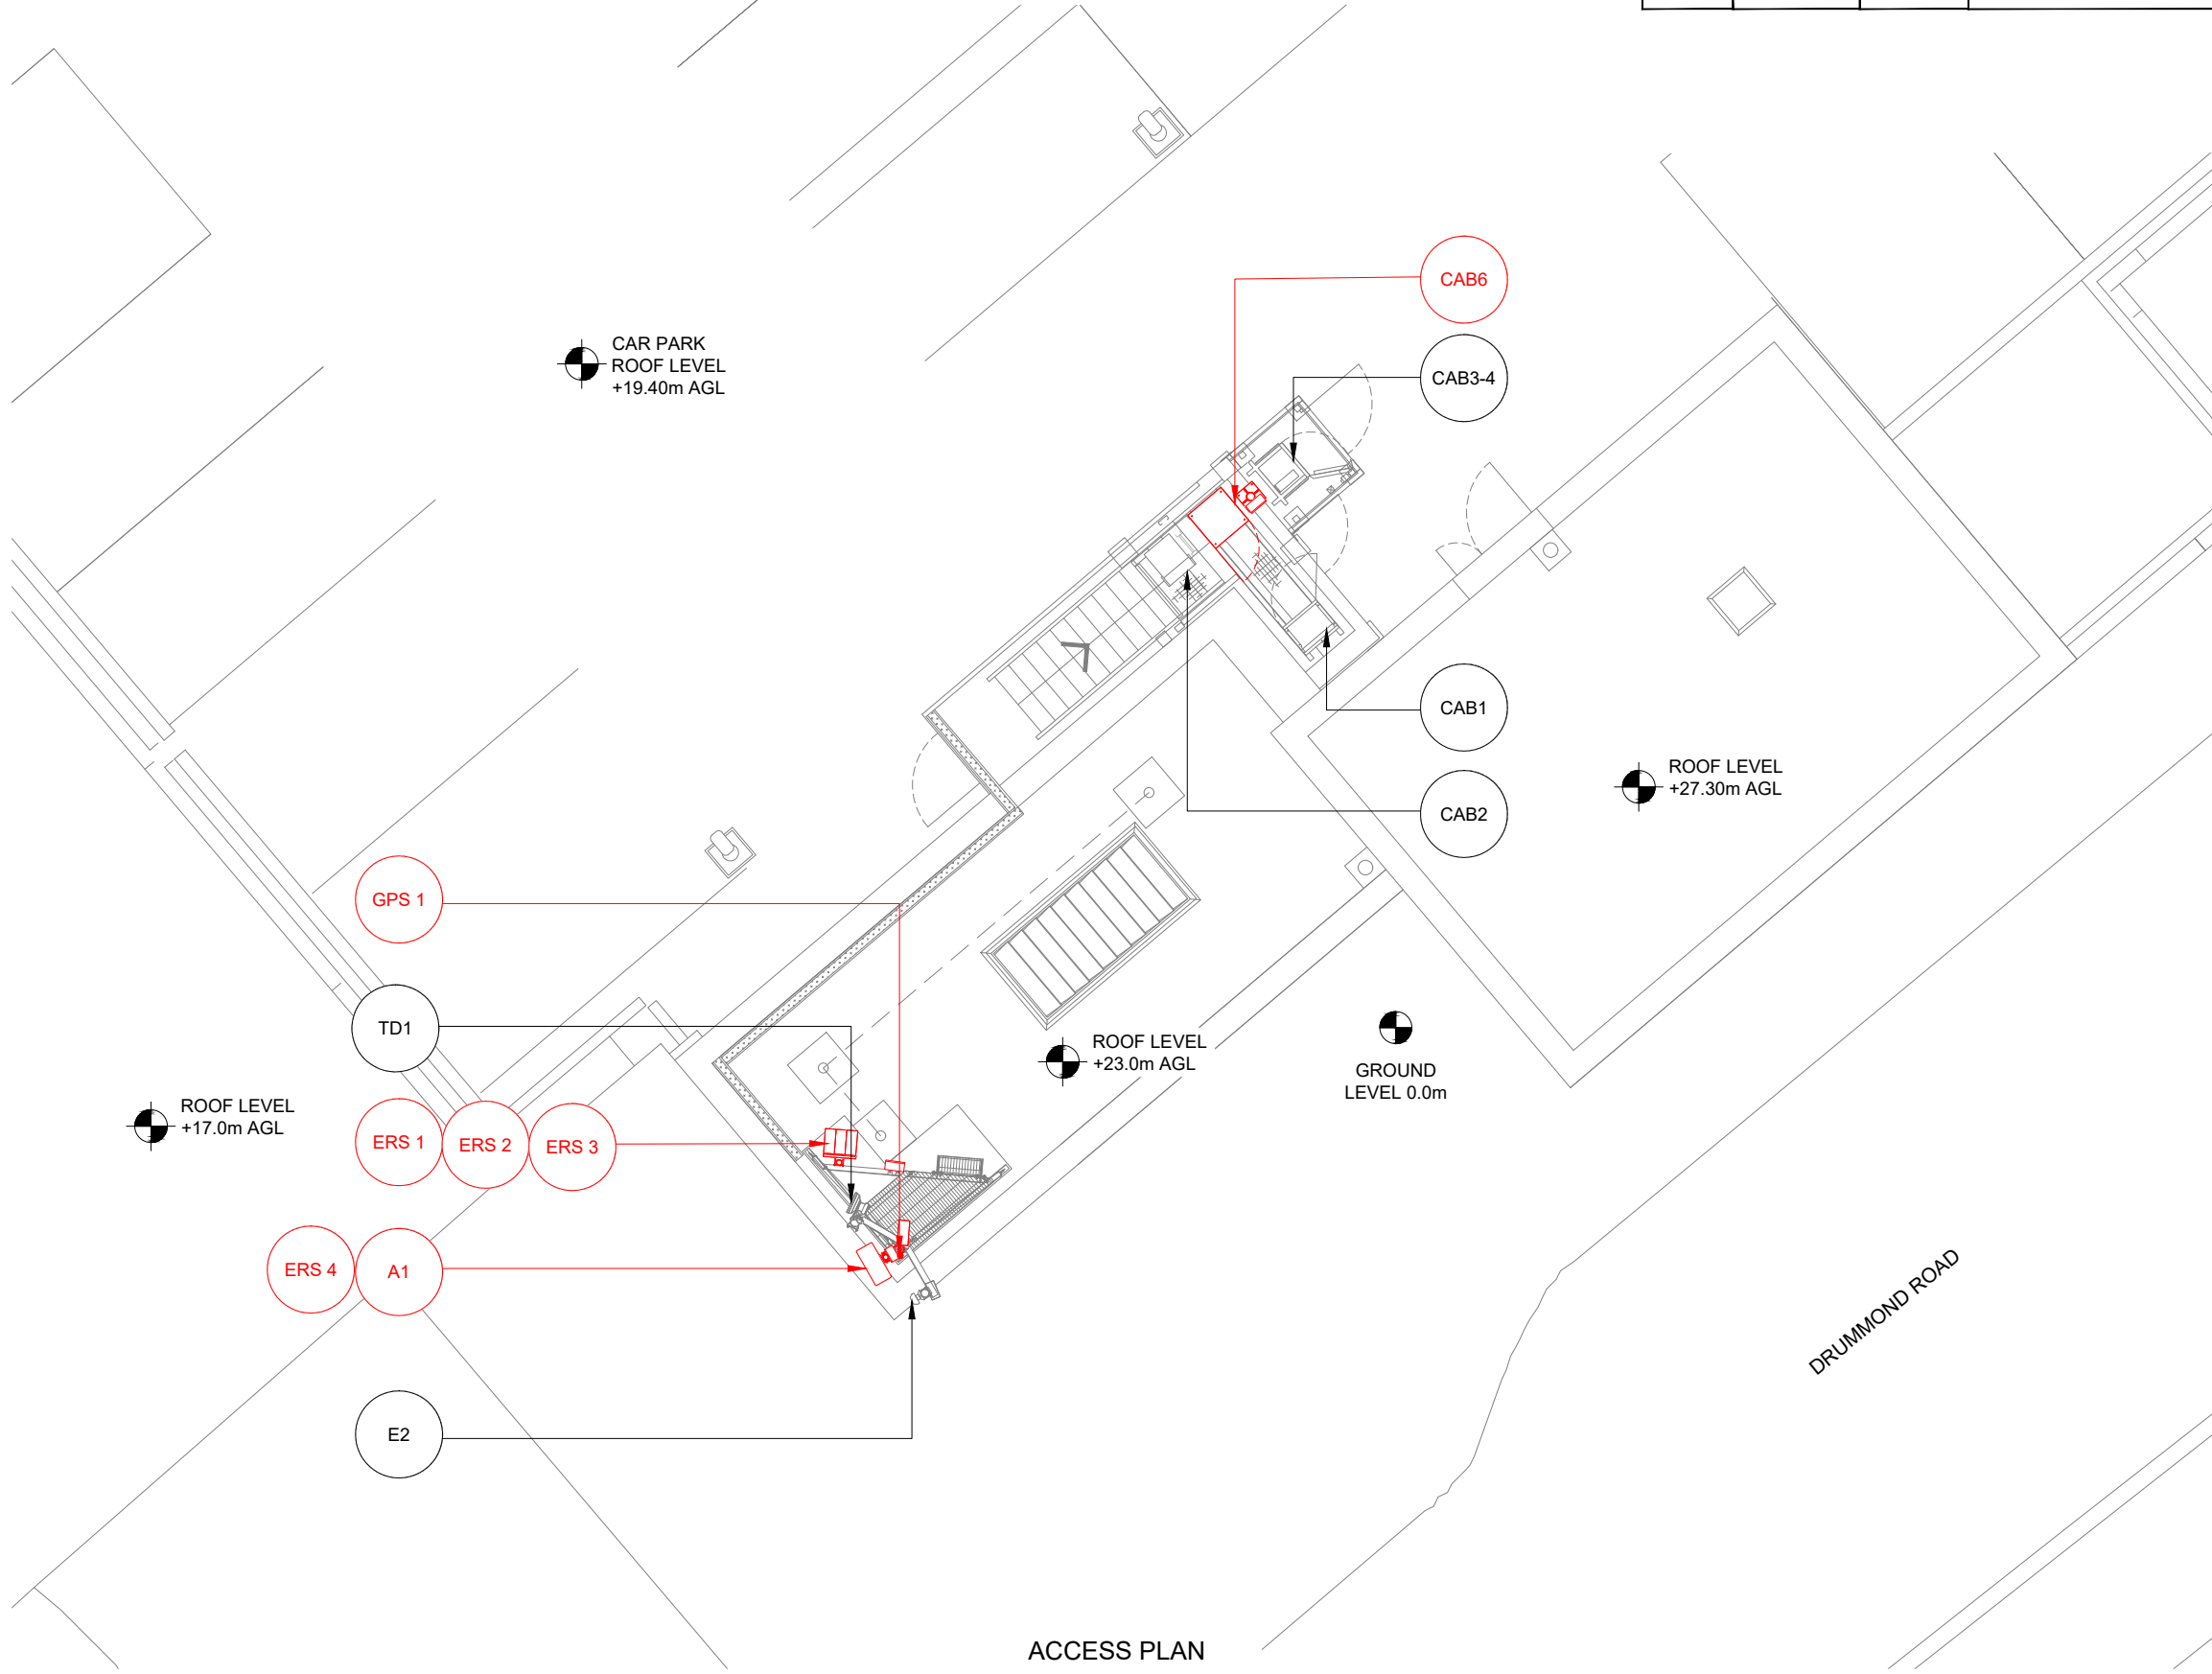 CAB6
CAR PARK
ROOF LEVEL
+19.40m AGL
CAB3-4
CAB1
ROOF LEVEL
+27.30m AGL
CAB2
GPS 1
TD1
ROOF LEVEL
+23.0m AGL
GROUND
LEVEL 0.0m
ROOF LEVEL
+17.0m AGL
ERS 1
ERS 2
ERS 3
ERS 4
A1
DRUMMOND ROAD
E2
ACCESS PLAN